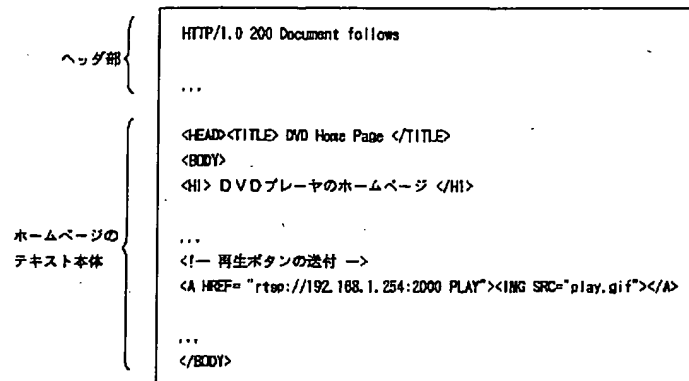 ヘッダ部
HTTP/1.0 200 Document follows
...
ホームページの
テキスト本体
<HEAD><TITLE> DVD Home Page </TITLE>
<BODY>
<H1> DVDプレーヤのホームページ </H1>
...
<!— 再生ボタンの送付 —>
<A HREF= "rtsp://192.168.1.254:2000 PLAY"><IMG SRC="play.gif"></A>
...
</BODY>